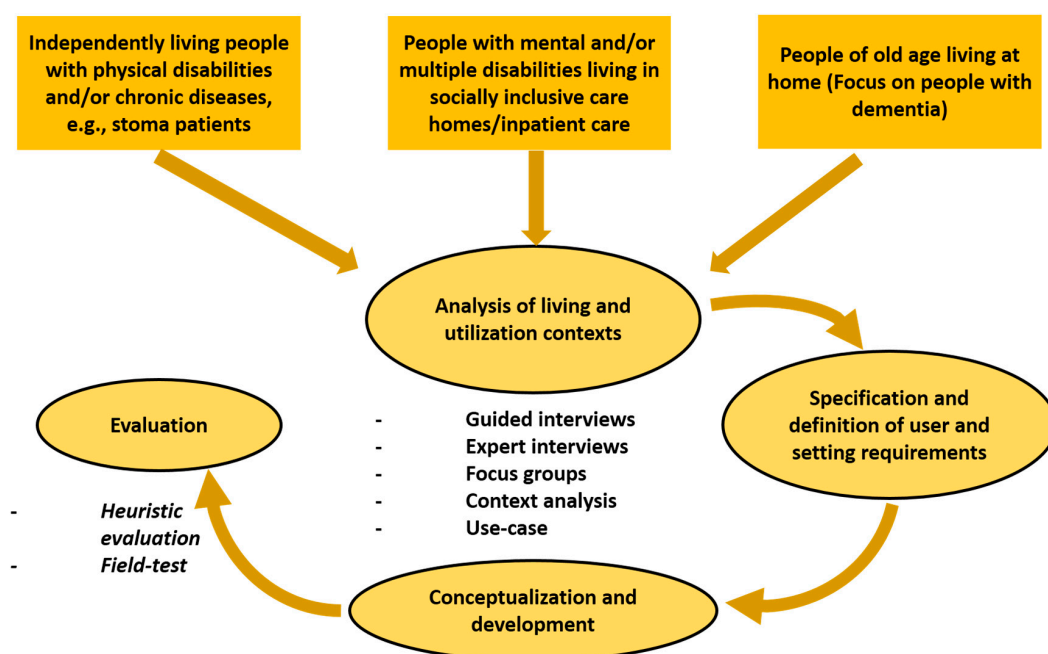 Independently living people
with physical disabilities
and/or chronic diseases,
e.g., stoma patients
People with mental and/or
multiple disabilities living in
socially inclusive care
homes/inpatient care
People of old age living at
home (Focus on people with
dementia)
Analysis of living and
utilization contexts
Specification and
definition of user and
setting requirements
Evaluation
- Guided interviews
- Expert interviews
- Focus groups
- Context analysis
- Use-case
- Heuristic
evaluation
- Field-test
Conceptualization and
development